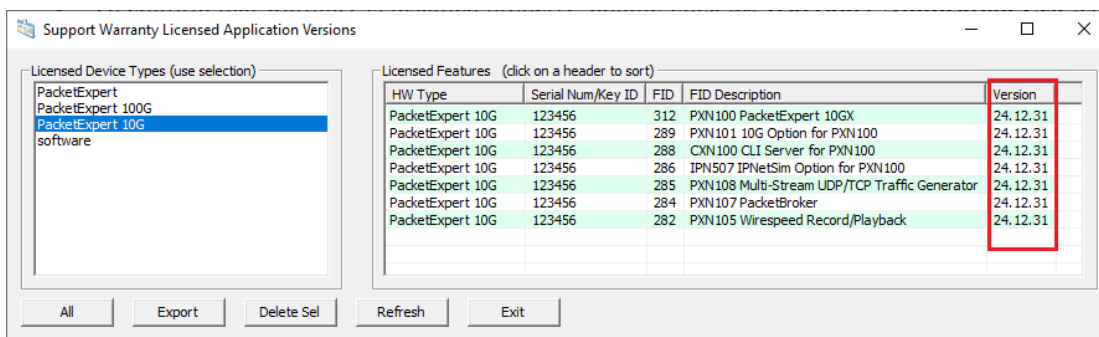 Support Warranty Licensed Application Versions
Licensed Device Types (use selection)
PacketExpert
PacketExpert 100G
PacketExpert 10G
software
Licensed Features (click on a header to sort)
HW Type Serial Num/Key ID FID FID Description Version
PacketExpert 10G 123456 312 PXN100 PacketExpert 10GX 24.12.31
PacketExpert 10G 123456 289 PXN101 10G Option for PXN100 24.12.31
PacketExpert 10G 123456 288 CXN100 CLI Server for PXN100 24.12.31
PacketExpert 10G 123456 286 IPN507 IPNetSim Option for PXN100 24.12.31
PacketExpert 10G 123456 285 PXN108 Multi-Stream UDP/TCP Traffic Generator 24.12.31
PacketExpert 10G 123456 284 PXN107 PacketBroker 24.12.31
PacketExpert 10G 123456 282 PXN105 Wirespeed Record/Playback 24.12.31
All Export Delete Sel Refresh Exit